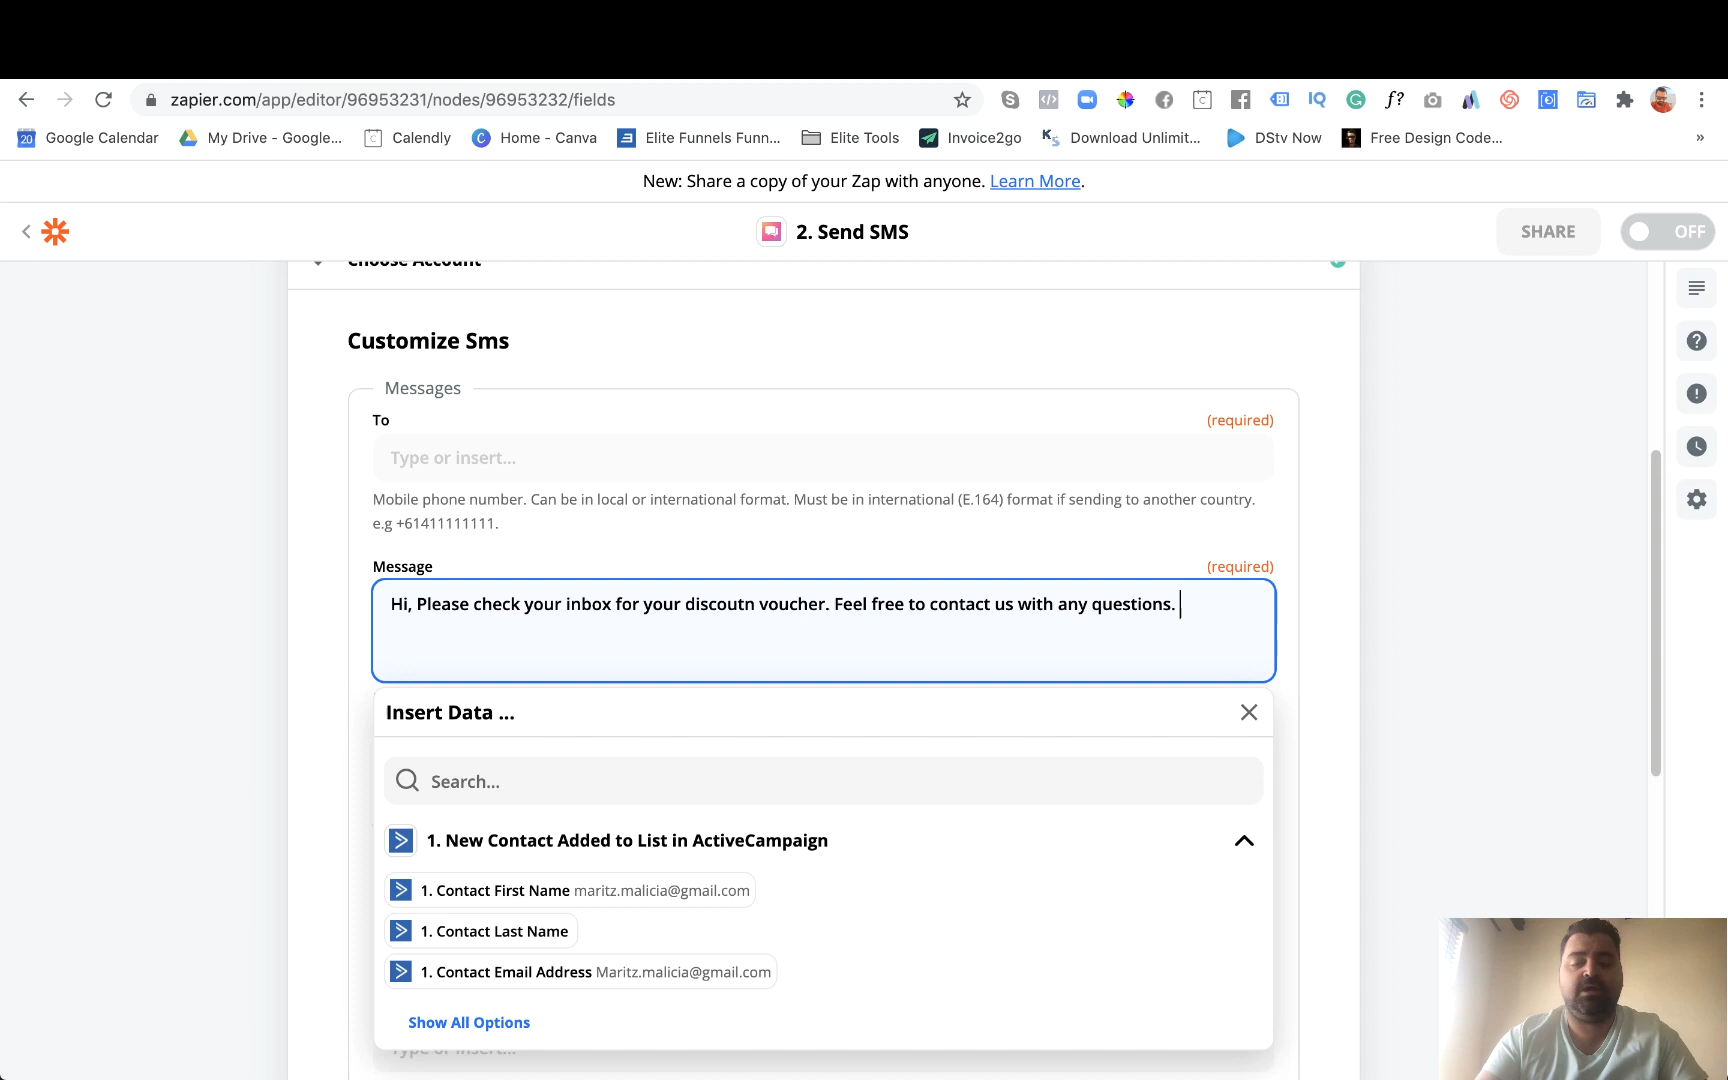 zapier.com/app/editor/96953231/nodes/96953232/fields
Google Calendar My Drive - Google... Calendly Home - Canva Elite Funnels Funn... Elite Tools Invoice2go Download Unlimit... DStv Now Free Design Code... »
New: Share a copy of your Zap with anyone. Learn More.
2. Send SMS SHARE OFF
Choose Account
Customize Sms
Messages
To (required)
Type or insert...
Mobile phone number. Can be in local or international format. Must be in international (E.164) format if sending to another country.
e.g +61411111111.
Message (required)
Hi, Please check your inbox for your discoutn voucher. Feel free to contact us with any questions.
Insert Data ...
Search...
1. New Contact Added to List in ActiveCampaign
1. Contact First Name maritz.malicia@gmail.com
1. Contact Last Name
1. Contact Email Address Maritz.malicia@gmail.com
Show All Options
Type or insert...